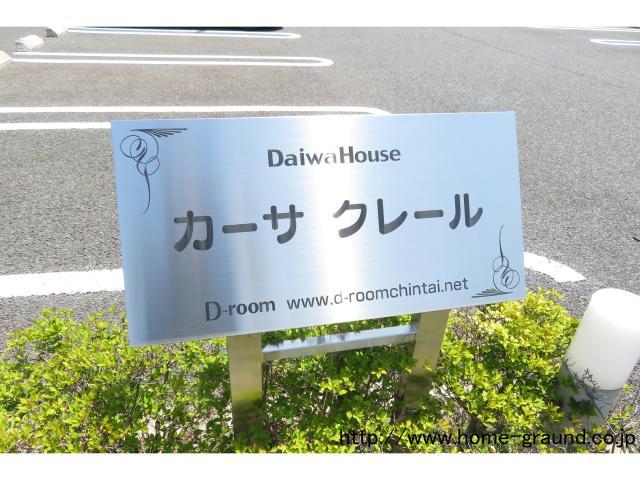 DaiwaHouse
カーサ クレール
D-room www.d-roomchintai.net
http://www.home-graund.co.jp